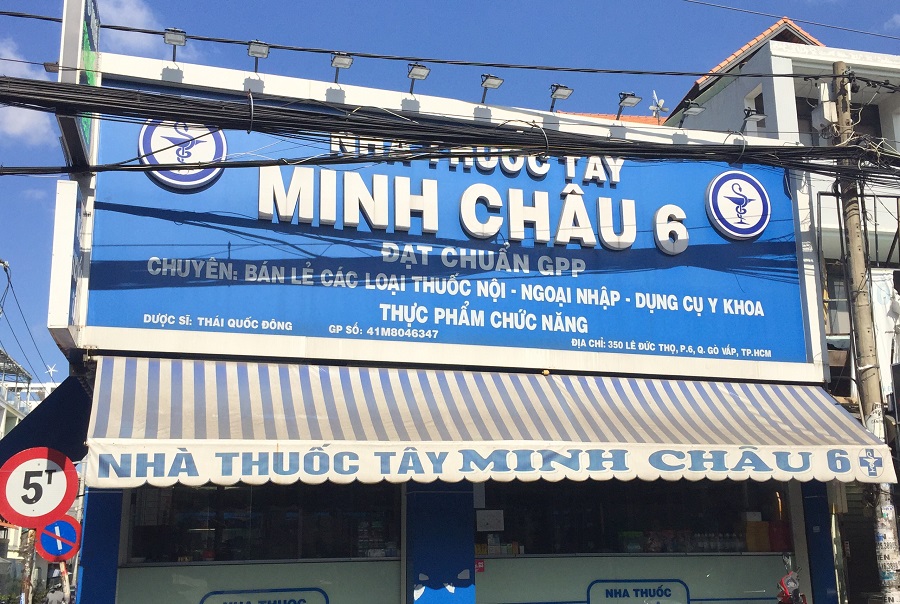 NHÀ THUỐC TÂY
MINH CHÂU 6
ĐẠT CHUẨN GPP
CHUYÊN: BÁN LẺ CÁC LOẠI THUỐC NỘI - NGOẠI NHẬP - DỤNG CỤ Y KHOA
THỰC PHẨM CHỨC NĂNG
DƯỢC SĨ: THÁI QUỐC ĐÔNG GP SỐ: 41M8046347
ĐỊA CHỈ: 350 LÊ ĐỨC THỌ, P.6, Q. GÒ VẤP, TP.HCM
NHÀ THUỐC TÂY MINH CHÂU 6
5T
NHA THUỐC
NHA THUỐC